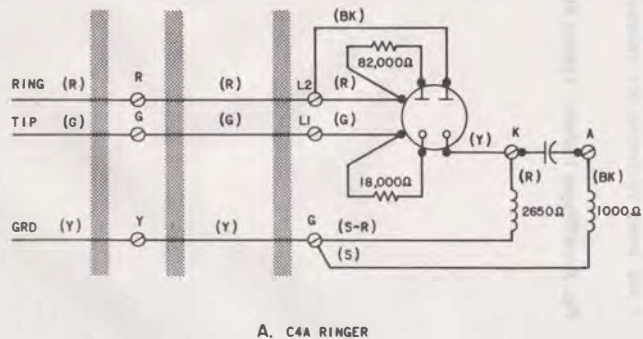 (BK)
82,000Ω
RING (R) R (R) L2 (R)
TIP (G) G (G) L1 (G)
(Y) K A
(R) (BK)
18,000Ω
2650Ω 1000Ω
GRD (Y) Y (Y) G (S-R)
(S)
A. C4A RINGER